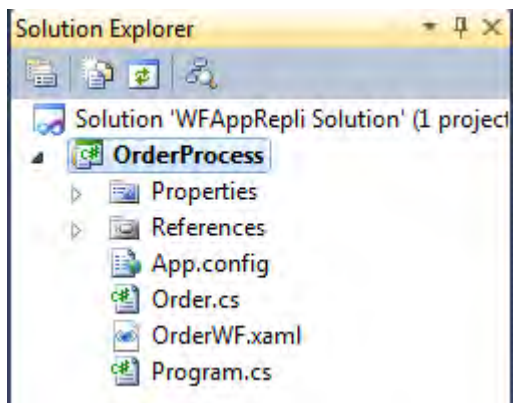 Solution Explorer
Solution 'WFAppRepli Solution' (1 project
OrderProcess
Properties
References
App.config
Order.cs
OrderWF.xaml
Program.cs